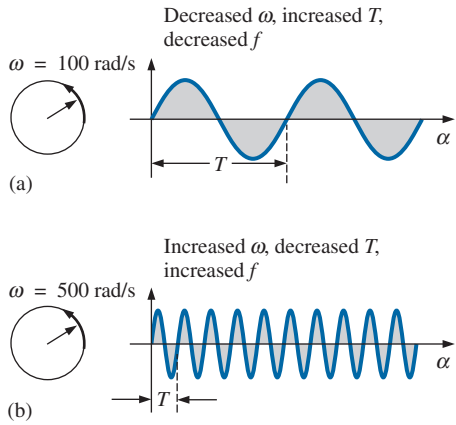 Decreased ω, increased T,
decreased f
ω = 100 rad/s
α
T
(a)
Increased ω, decreased T,
increased f
ω = 500 rad/s
α
T
(b)